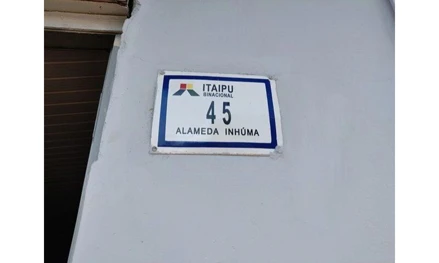 ITAIPU
BINACIONAL
45
ALAMEDA INHÚMA